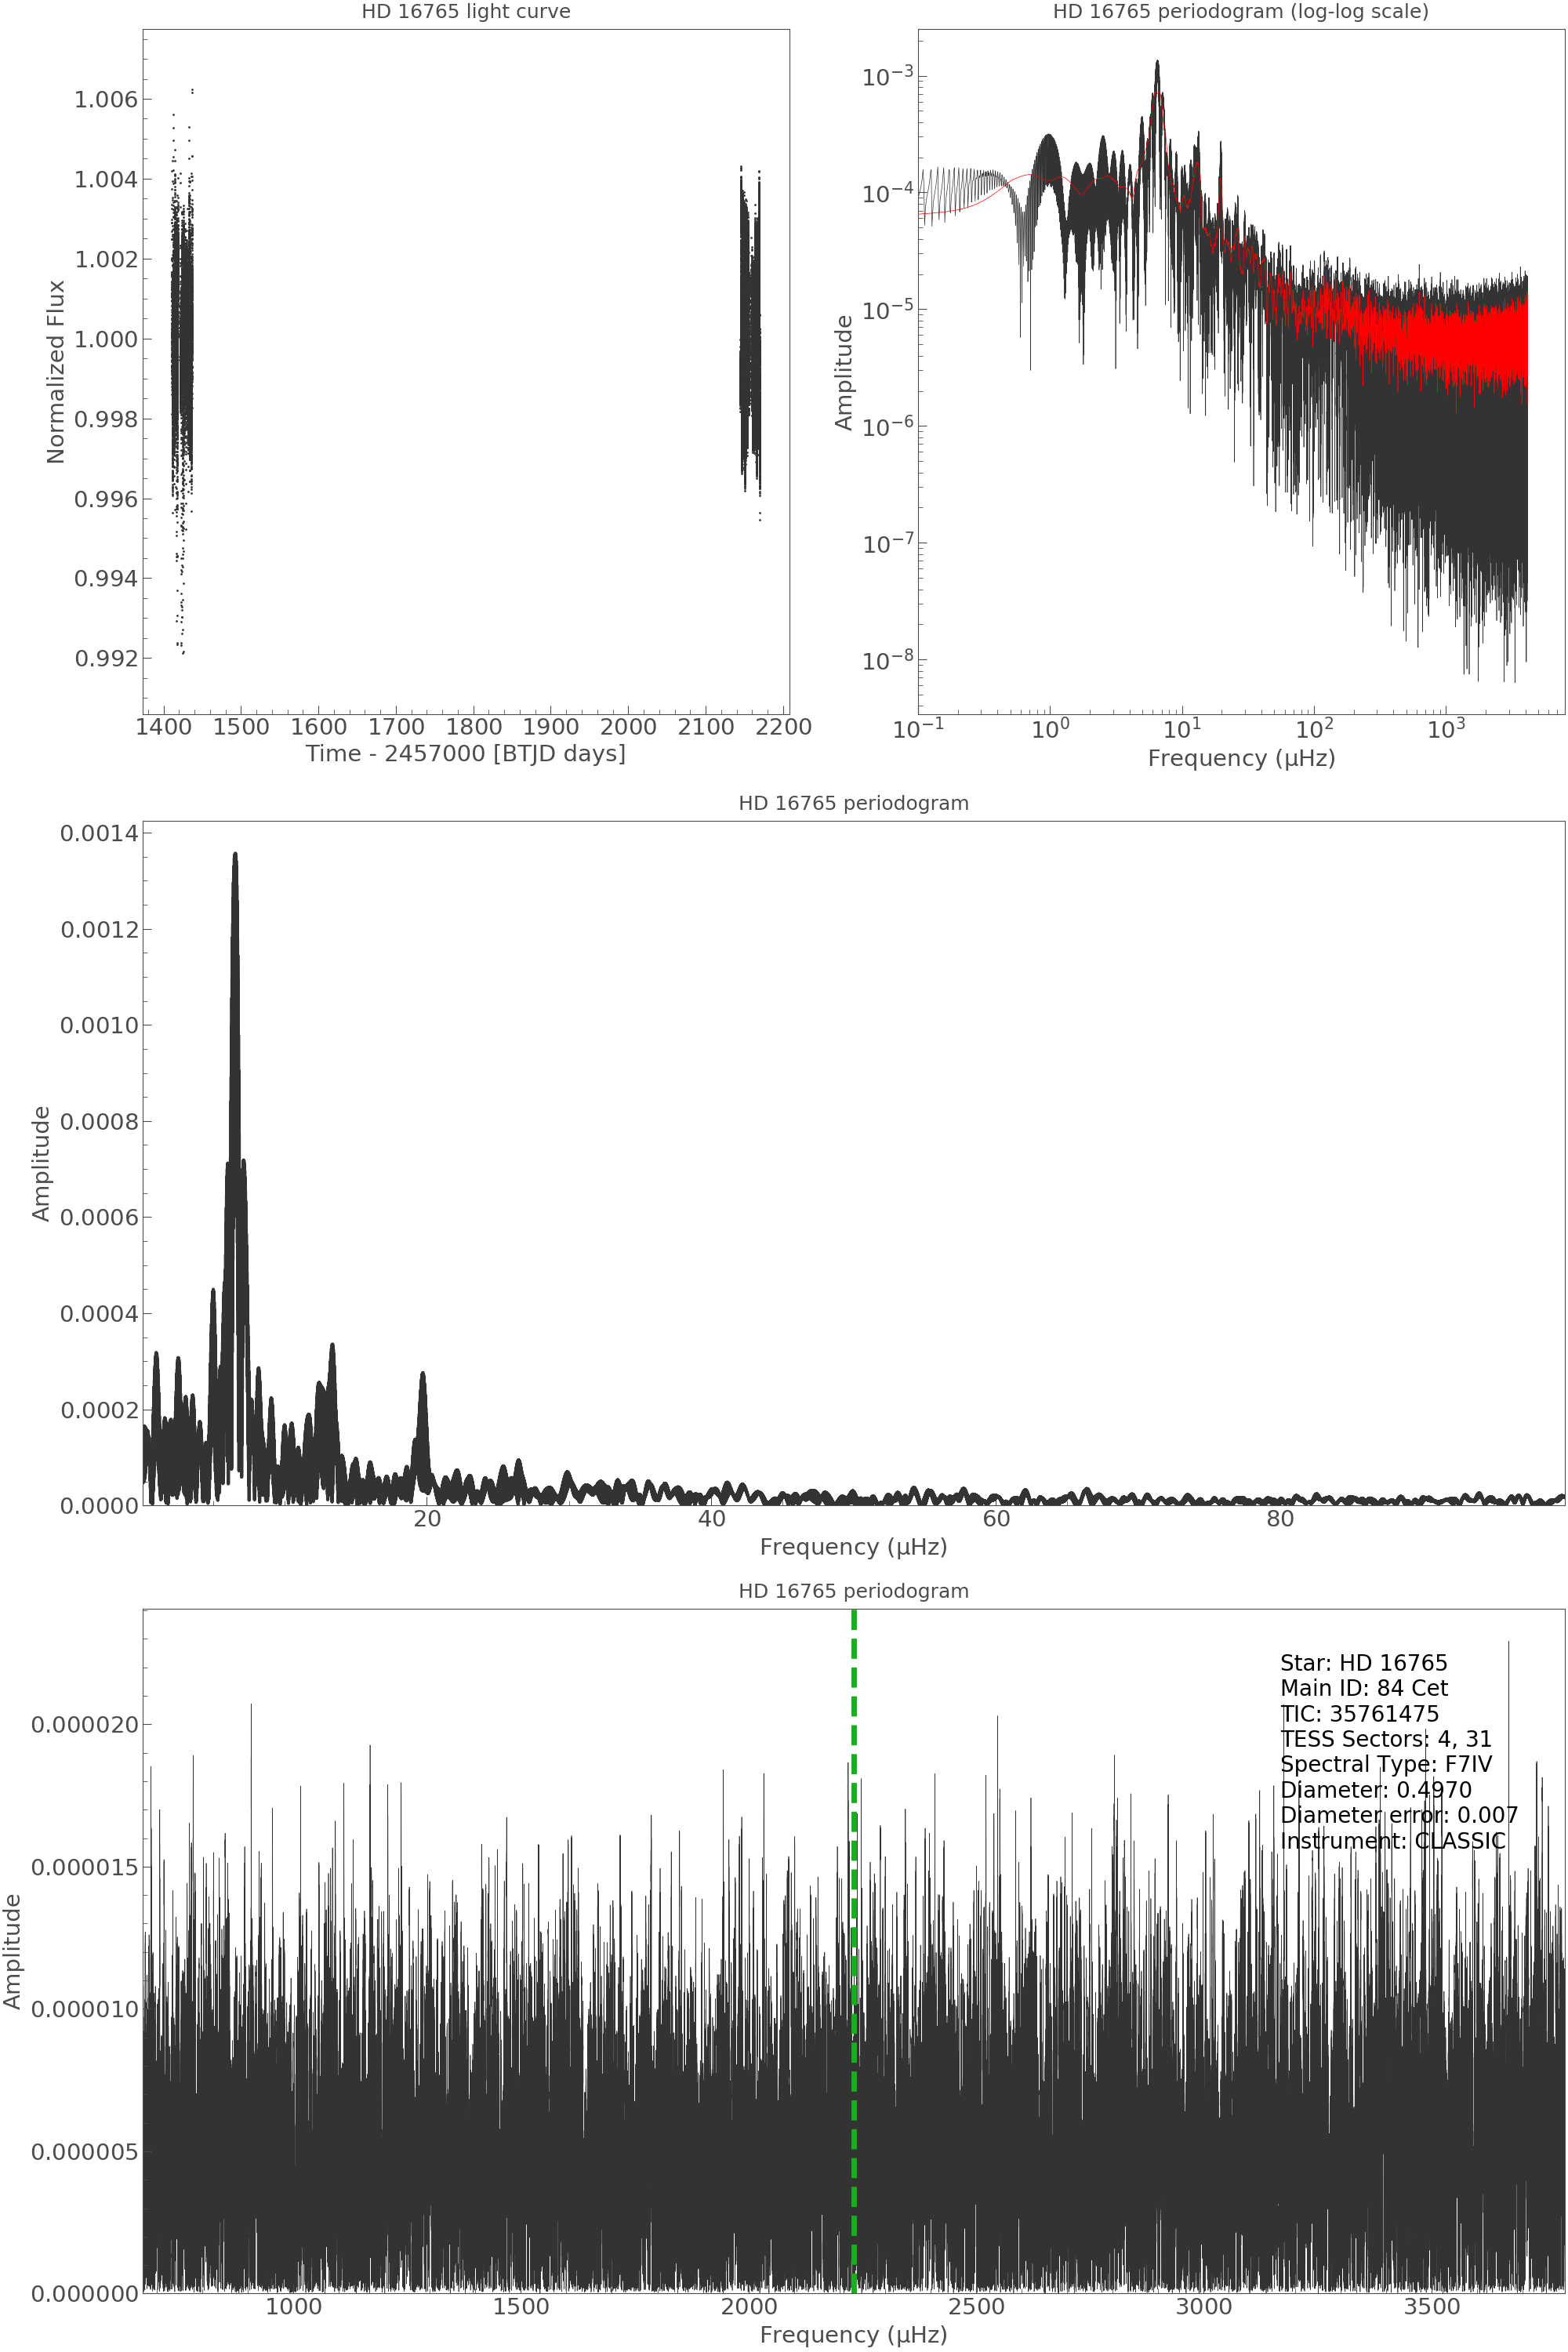 HD 16765 light curve
Normalized Flux
1.006
1.004
1.002
1.000
0.998
0.996
0.994
0.992
1400 1500 1600 1700 1800 1900 2000 2100 2200
Time - 2457000 [BTJD days]
HD 16765 periodogram (log-log scale)
Amplitude
10⁻³
10⁻⁴
10⁻⁵
10⁻⁶
10⁻⁷
10⁻⁸
10⁻¹ 10⁰ 10¹ 10² 10³
Frequency (µHz)
HD 16765 periodogram
Amplitude
0.0014
0.0012
0.0010
0.0008
0.0006
0.0004
0.0002
0.0000
20 40 60 80
Frequency (µHz)
HD 16765 periodogram
Amplitude
0.000020
0.000015
0.000010
0.000005
0.000000
Star: HD 16765
Main ID: 84 Cet
TIC: 35761475
TESS Sectors: 4, 31
Spectral Type: F7IV
Diameter: 0.4970
Diameter error: 0.007
Instrument: CLASSIC
1000 1500 2000 2500 3000 3500
Frequency (µHz)